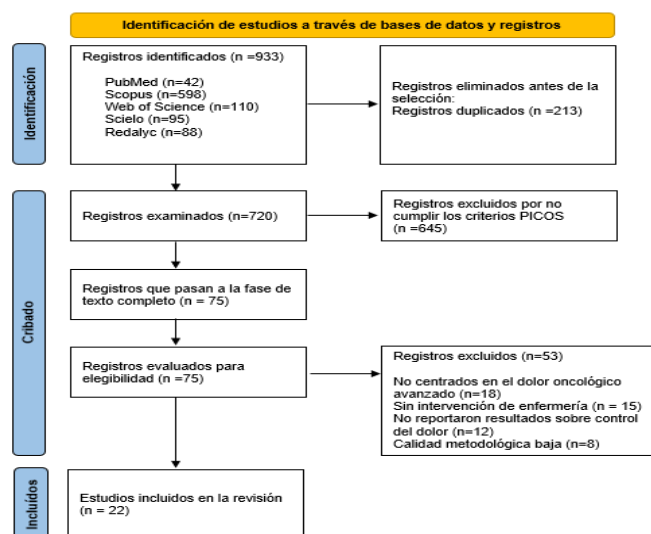 Identificación de estudios a través de bases de datos y registros
Identificación
Registros identificados (n =933)
PubMed (n=42)
Scopus (n=598)
Web of Science (n=110)
Scielo (n=95)
Redalyc (n=88)
Registros eliminados antes de la
selección:
Registros duplicados (n =213)
Cribado
Registros examinados (n=720)
Registros excluidos por no
cumplir los criterios PICOS
(n =645)
Registros que pasan a la fase de
texto completo (n = 75)
Registros evaluados para
elegibilidad (n =75)
Registros excluidos (n=53)
No centrados en el dolor oncológico
avanzado (n=18)
Sin intervención de enfermería (n = 15)
No reportaron resultados sobre control
del dolor (n=12)
Calidad metodológica baja (n=8)
Incluídos
Estudios incluidos en la revisión
(n = 22)